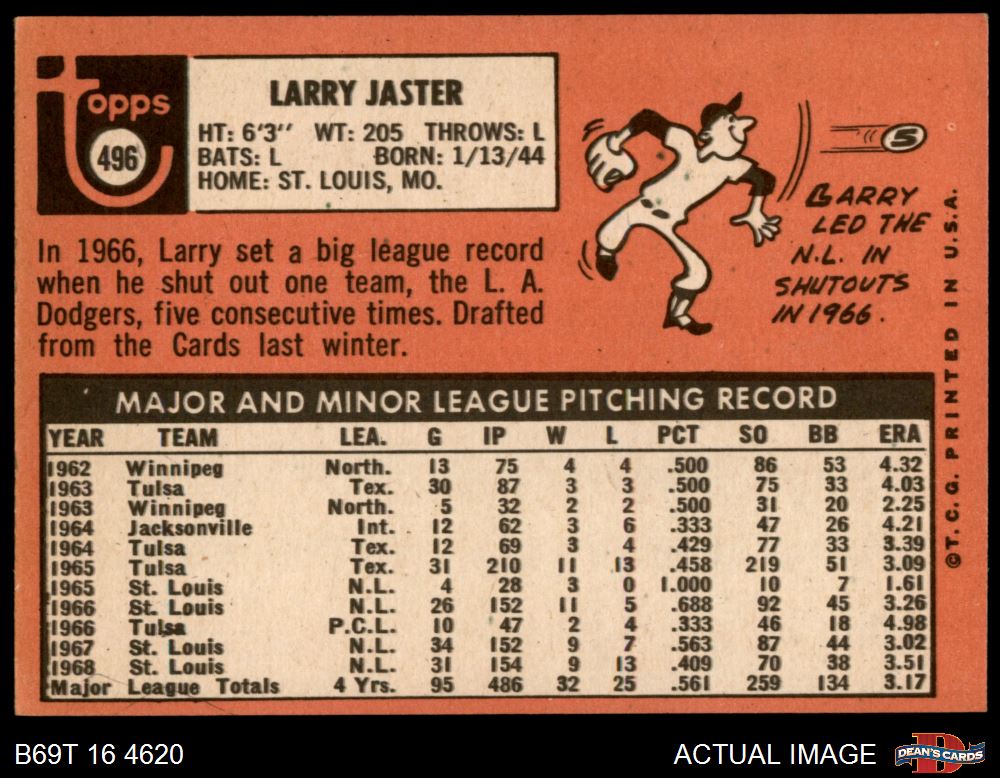 Topps
496
LARRY JASTER
HT: 6'3'' WT: 205 THROWS: L
BATS: L BORN: 1/13/44
HOME: ST. LOUIS, MO.
In 1966, Larry set a big league record
when he shut out one team, the L. A.
Dodgers, five consecutive times. Drafted
from the Cards last winter.
5
LARRY
LED THE
N.L. IN
SHUTOUTS
IN 1966.
©T.C.G. PRINTED IN U.S.A.
MAJOR AND MINOR LEAGUE PITCHING RECORD
YEAR TEAM LEA. G IP W L PCT SO BB ERA
1962 Winnipeg North. 13 75 4 4 .500 86 53 4.32
1963 Tulsa Tex. 30 87 3 3 .500 75 33 4.03
1963 Winnipeg North. 5 32 2 2 .500 31 20 2.25
1964 Jacksonville Int. 12 62 3 6 .333 47 26 4.21
1964 Tulsa Tex. 12 69 3 4 .429 77 33 3.39
1965 Tulsa Tex. 31 210 11 13 .458 219 51 3.09
1965 St. Louis N.L. 4 28 3 0 1.000 10 7 1.61
1966 St. Louis N.L. 26 152 11 5 .688 92 45 3.26
1966 Tulsa P.C.L. 10 47 2 4 .333 46 18 4.98
1967 St. Louis N.L. 34 152 9 7 .563 87 44 3.02
1968 St. Louis N.L. 31 154 9 13 .409 70 38 3.51
Major League Totals 4 Yrs. 95 486 32 25 .561 259 134 3.17
B69T 16 4620
ACTUAL IMAGE
D
DEAN'S CARDS